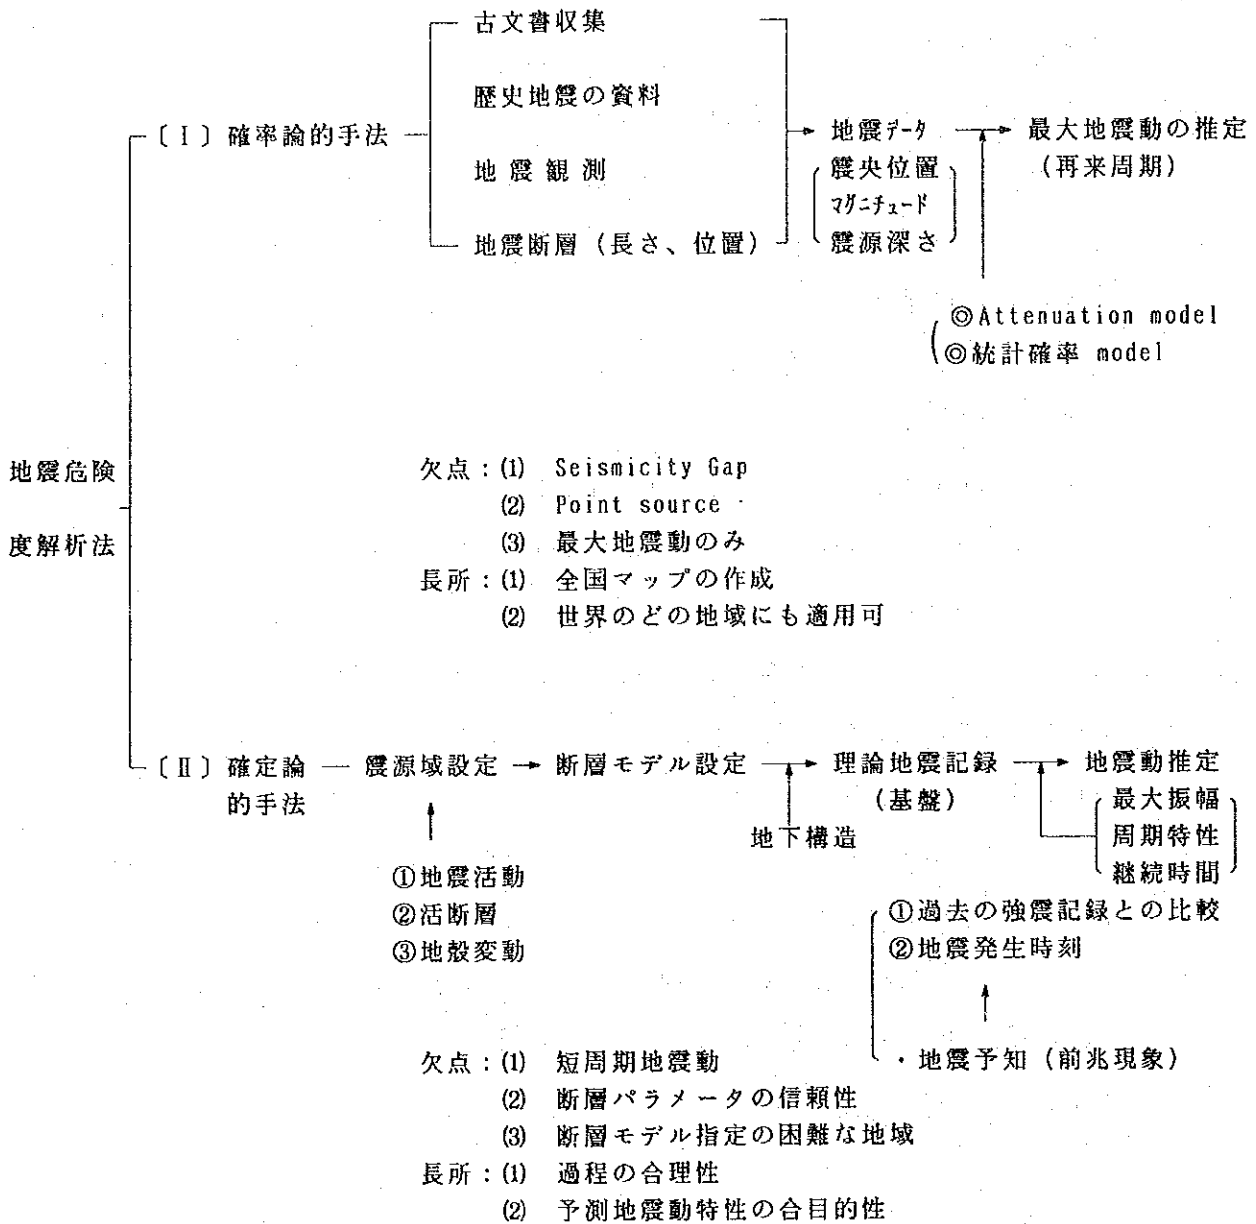 古文書収集
歴史地震の資料
〔Ⅰ〕確率論的手法
地震観測
地震断層（長さ、位置）
地震データ
震央位置
マグニチュード
震源深さ
最大地震動の推定
（再来周期）
◎Attenuation model
◎統計確率 model
地震危険
度解析法
欠点：(1) Seismicity Gap
(2) Point source
(3) 最大地震動のみ
長所：(1) 全国マップの作成
(2) 世界のどの地域にも適用可
〔Ⅱ〕確定論
的手法
震源域設定
①地震活動
②活断層
③地殻変動
断層モデル設定
地下構造
理論地震記録
（基盤）
地震動推定
最大振幅
周期特性
継続時間
①過去の強震記録との比較
②地震発生時刻
・地震予知（前兆現象）
欠点：(1) 短周期地震動
(2) 断層パラメータの信頼性
(3) 断層モデル指定の困難な地域
長所：(1) 過程の合理性
(2) 予測地震動特性の合目的性